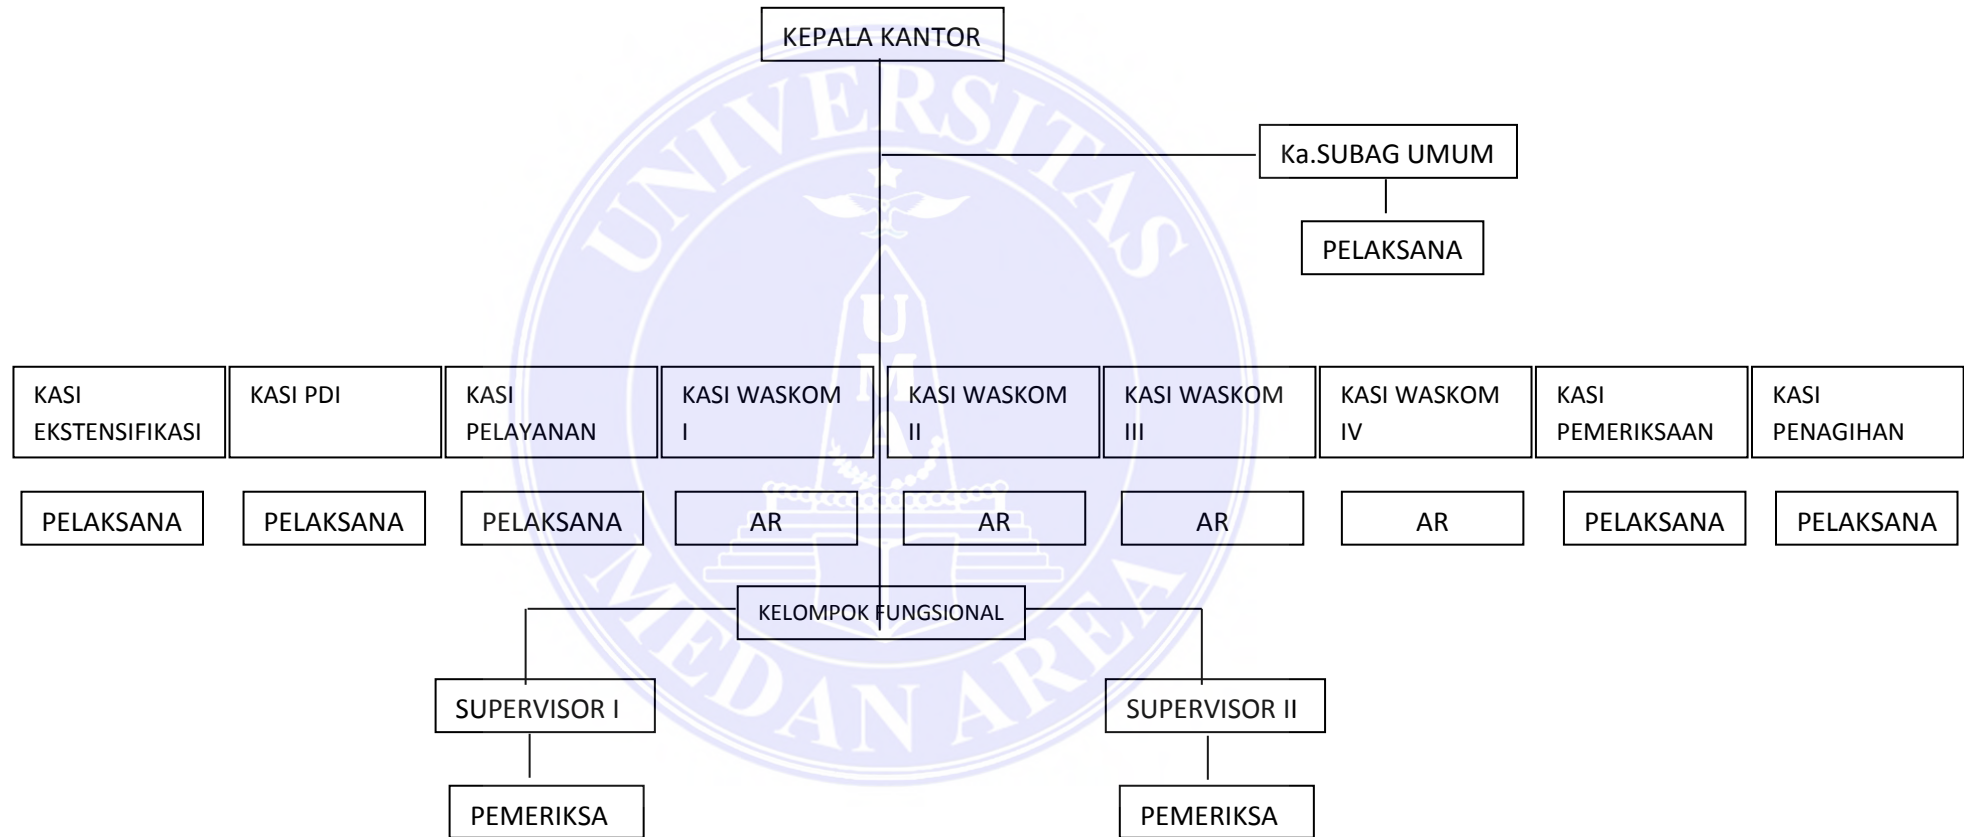 KEPALA KANTOR
Ka.SUBAG UMUM
PELAKSANA
KASI
EKSTENSIFIKASI
KASI PDI
KASI
PELAYANAN
KASI WASKOM
I
KASI WASKOM
II
KASI WASKOM
III
KASI WASKOM
IV
KASI
PEMERIKSAAN
KASI
PENAGIHAN
PELAKSANA
PELAKSANA
PELAKSANA
AR
AR
AR
AR
PELAKSANA
PELAKSANA
KELOMPOK FUNGSIONAL
SUPERVISOR I
SUPERVISOR II
PEMERIKSA
PEMERIKSA
UNIVERSITAS
MEDAN AREA
U
M
A